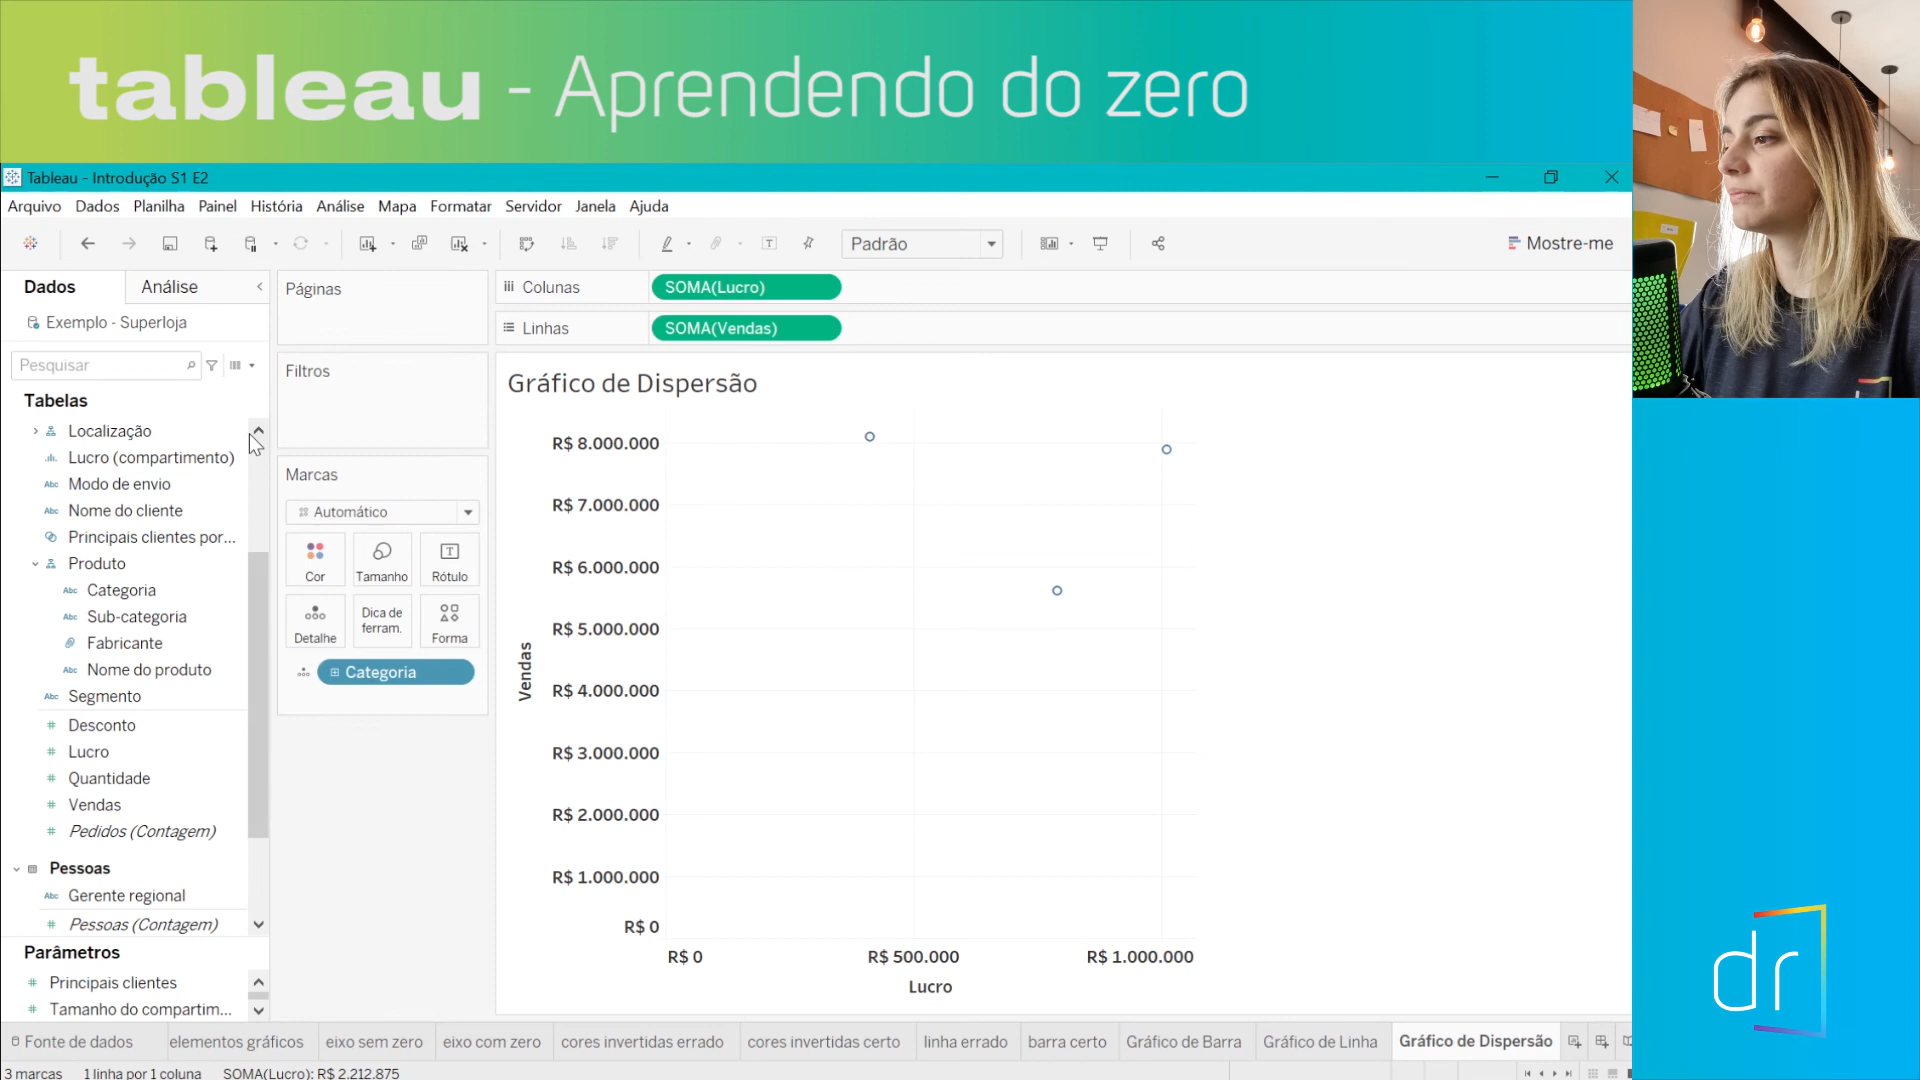 tableau - Aprendendo do zero
Tableau - Introdução S1 E2
Arquivo Dados Planilha Painel História Análise Mapa Formatar Servidor Janela Ajuda
Padrão
Mostre-me
Dados
Análise
Exemplo - Superloja
Pesquisar
Tabelas
Localização
Lucro (compartimento)
Abc Modo de envio
Abc Nome do cliente
Principais clientes por...
Produto
Abc Categoria
Abc Sub-categoria
Fabricante
Abc Nome do produto
Abc Segmento
# Desconto
# Lucro
# Quantidade
# Vendas
# Pedidos (Contagem)
Pessoas
Abc Gerente regional
# Pessoas (Contagem)
Parâmetros
# Principais clientes
# Tamanho do compartim...
Páginas
Filtros
Marcas
Automático
Cor
Tamanho
T
Rótulo
Detalhe
Dica de
ferram.
Forma
Categoria
Colunas
SOMA(Lucro)
Linhas
SOMA(Vendas)
Gráfico de Dispersão
Vendas
R$ 8.000.000
R$ 7.000.000
R$ 6.000.000
R$ 5.000.000
R$ 4.000.000
R$ 3.000.000
R$ 2.000.000
R$ 1.000.000
R$ 0
R$ 0 R$ 500.000 R$ 1.000.000
Lucro
Fonte de dados elementos gráficos eixo sem zero eixo com zero cores invertidas errado cores invertidas certo linha errado barra certo Gráfico de Barra Gráfico de Linha Gráfico de Dispersão
3 marcas 1 linha por 1 coluna SOMA(Lucro): R$ 2.212.875
dr